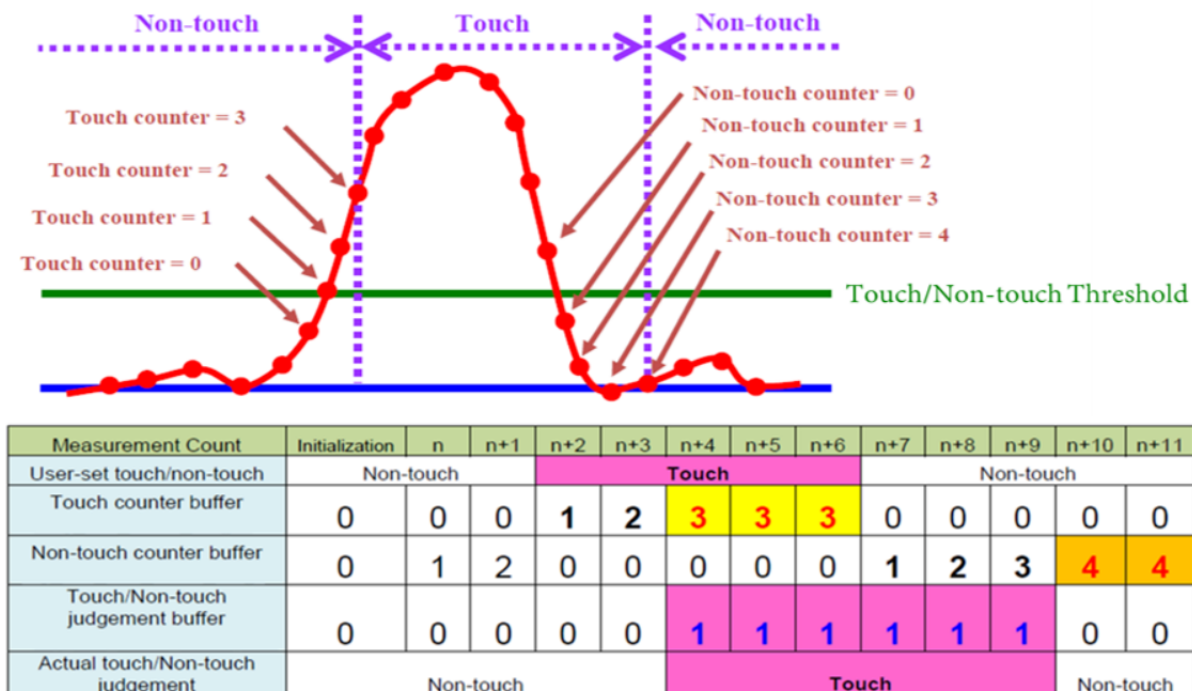 Non-touch Touch Non-touch
Touch counter = 3
Touch counter = 2
Touch counter = 1
Touch counter = 0
Non-touch counter = 0
Non-touch counter = 1
Non-touch counter = 2
Non-touch counter = 3
Non-touch counter = 4
Touch/Non-touch Threshold
Measurement Count Initialization n n+1 n+2 n+3 n+4 n+5 n+6 n+7 n+8 n+9 n+10 n+11
User-set touch/non-touch Non-touch Touch Non-touch
Touch counter buffer 0 0 0 1 2 3 3 3 0 0 0 0 0
Non-touch counter buffer 0 1 2 0 0 0 0 0 1 2 3 4 4
Touch/Non-touch
judgement buffer 0 0 0 0 0 1 1 1 1 1 1 0 0
Actual touch/Non-touch
judgement Non-touch Touch Non-touch